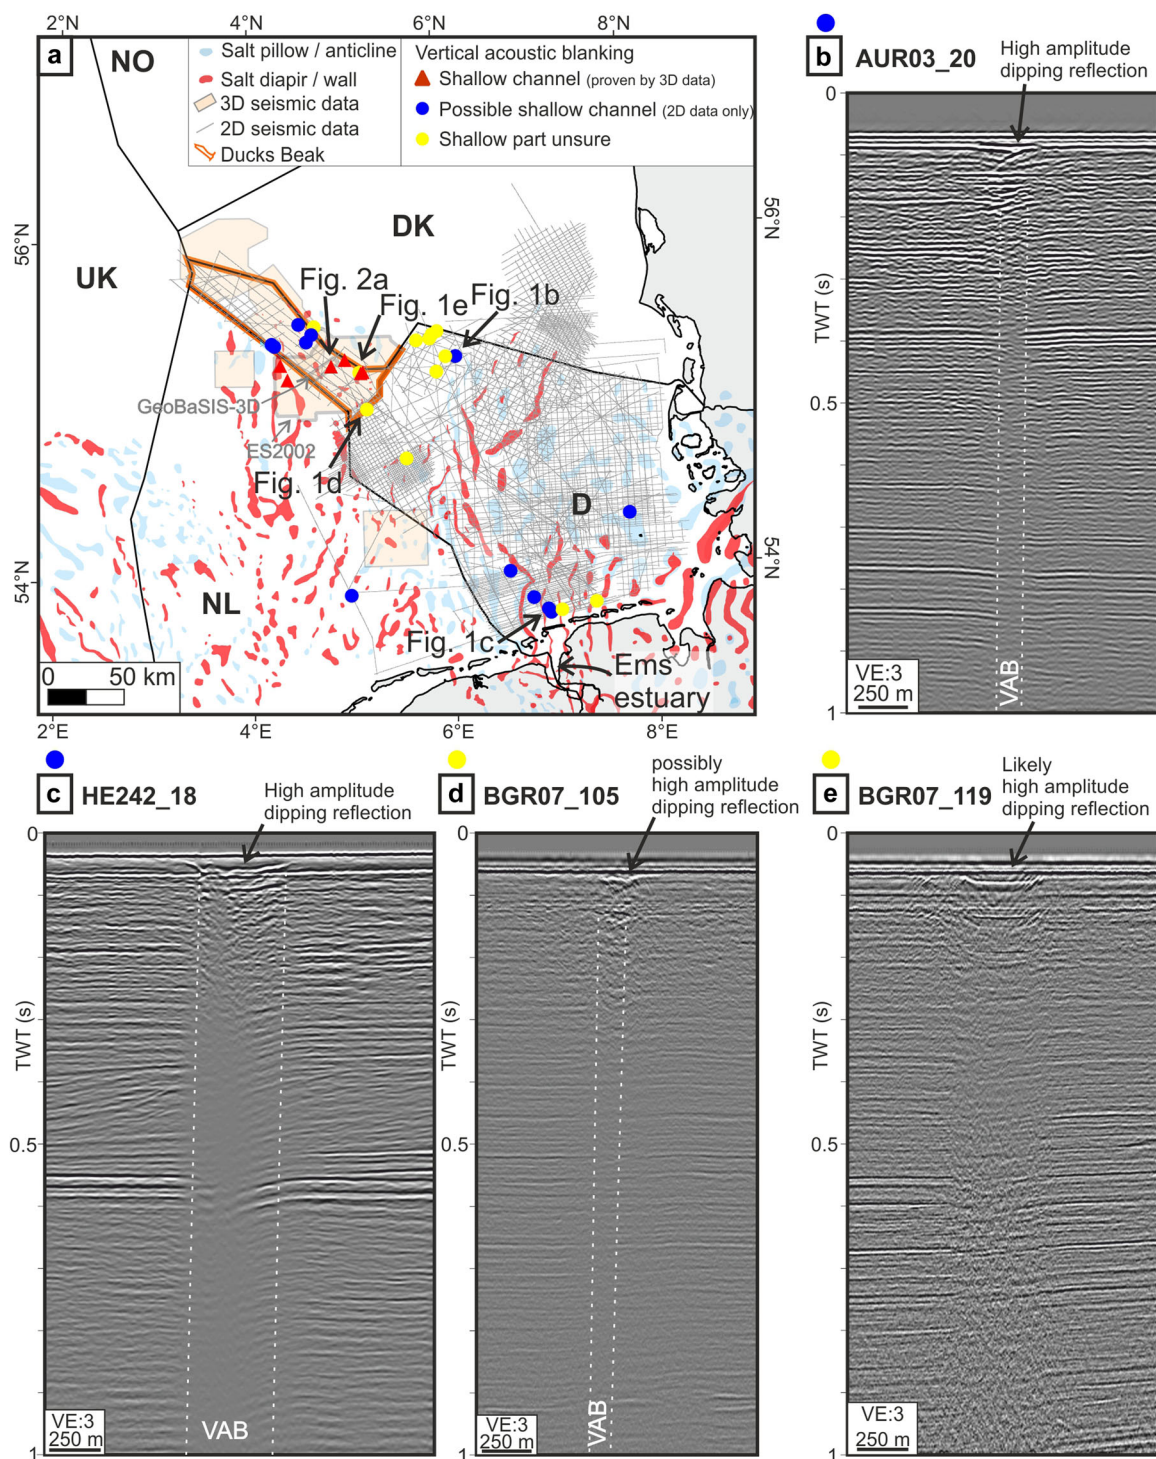 2°N
4°N
6°N
8°N
a
NO
Salt pillow / anticline
Salt diapir / wall
3D seismic data
2D seismic data
Ducks Beak
Vertical acoustic blanking
Shallow channel (proven by 3D data)
Possible shallow channel (2D data only)
Shallow part unsure
56°N
56°N
UK
DK
Fig. 2a
Fig. 1e
Fig. 1b
GeoBaSIS-3D
ES2002
Fig. 1d
D
54°N
54°N
NL
Fig. 1c
Ems
estuary
0
50 km
2°E
4°E
6°E
8°E
b
AUR03_20
High amplitude
dipping reflection
0
TWT (s)
0.5
1
VE:3
250 m
VAB
c
HE242_18
High amplitude
dipping reflection
0
TWT (s)
0.5
1
VE:3
250 m
VAB
d
BGR07_105
possibly
high amplitude
dipping reflection
0
TWT (s)
0.5
1
VE:3
250 m
VAB
e
BGR07_119
Likely
high amplitude
dipping reflection
0
TWT (s)
0.5
1
VE:3
250 m